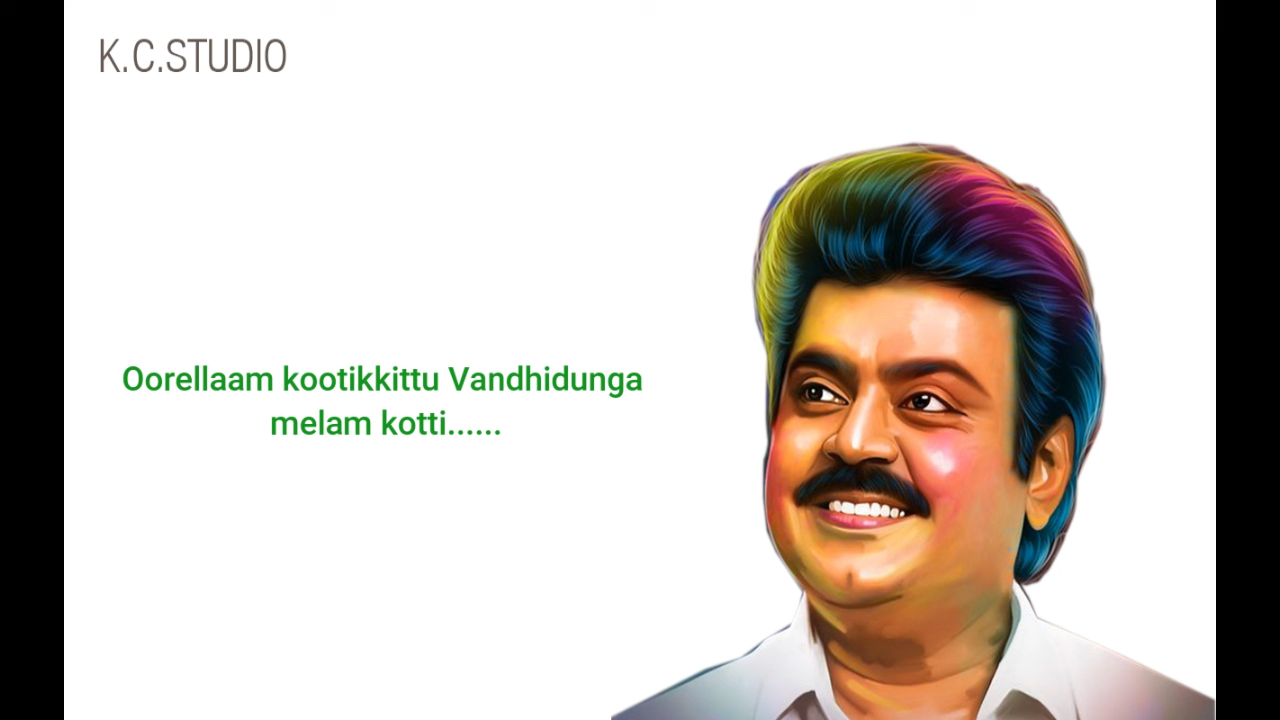 K.C.STUDIO
Oorellaam kootikkittu Vandhidunga
melam kotti......